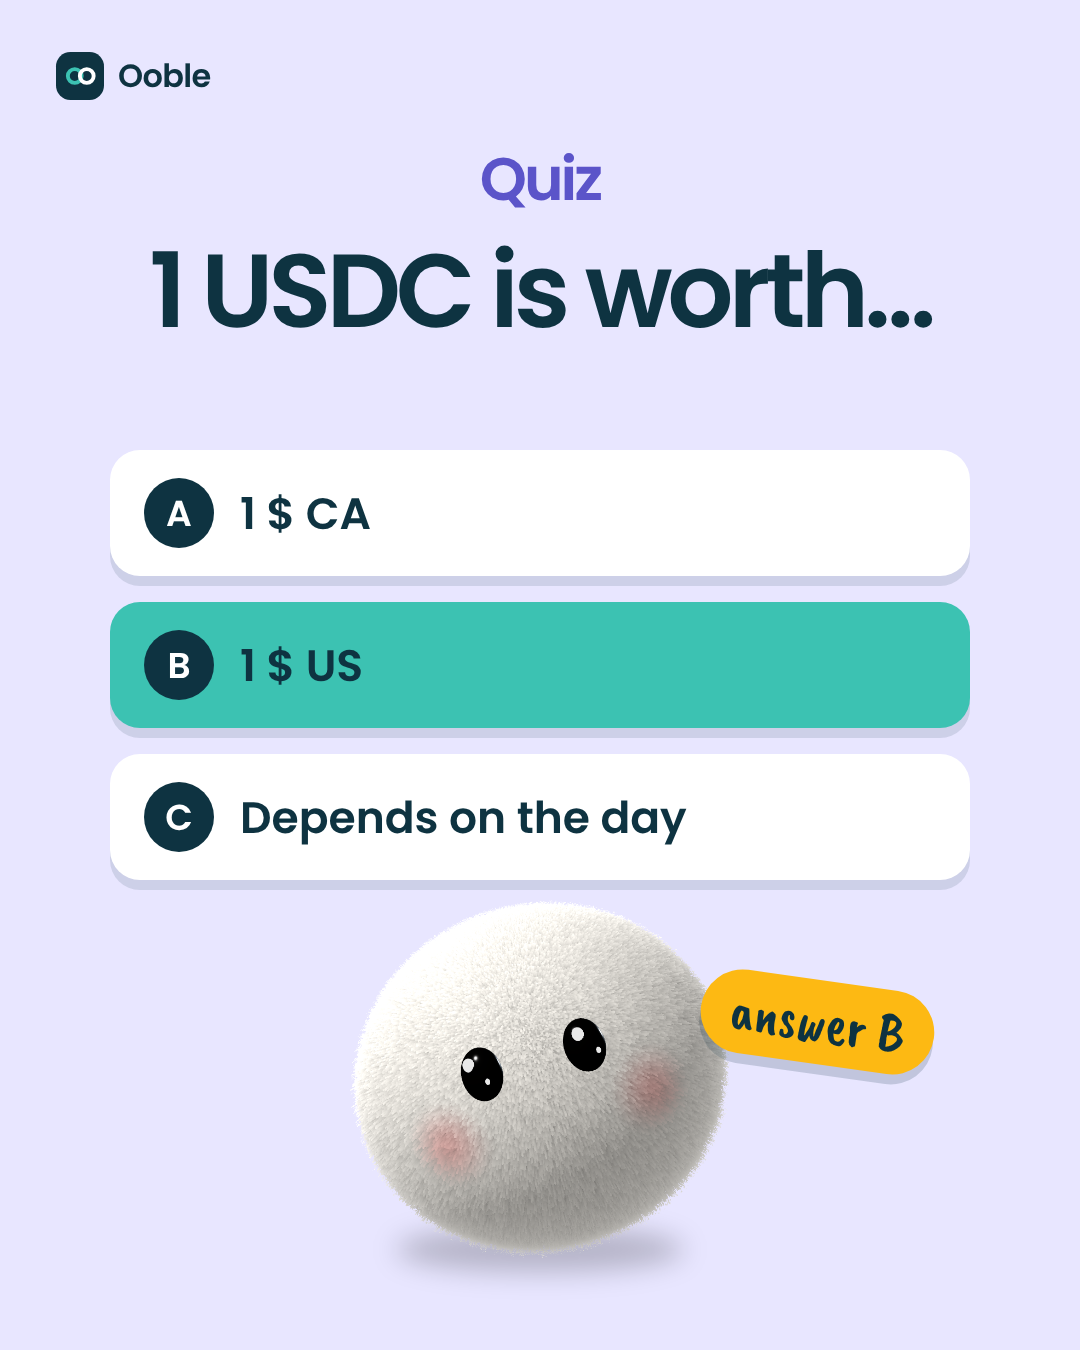 Ooble
Quiz
1 USDC is worth...
A 1 $ CA
B 1 $ US
C Depends on the day
answer B